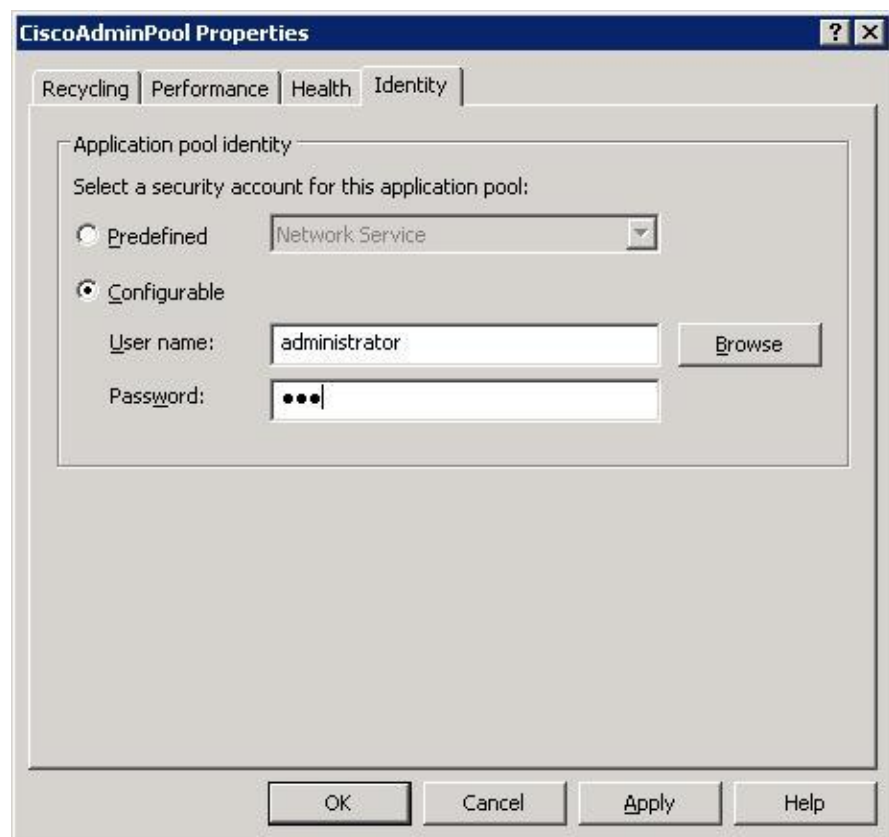 CiscoAdminPool Properties
Recycling Performance Health Identity
Application pool identity
Select a security account for this application pool:
Predefined Network Service
Configurable
User name: administrator Browse
Password: ●●●
OK Cancel Apply Help